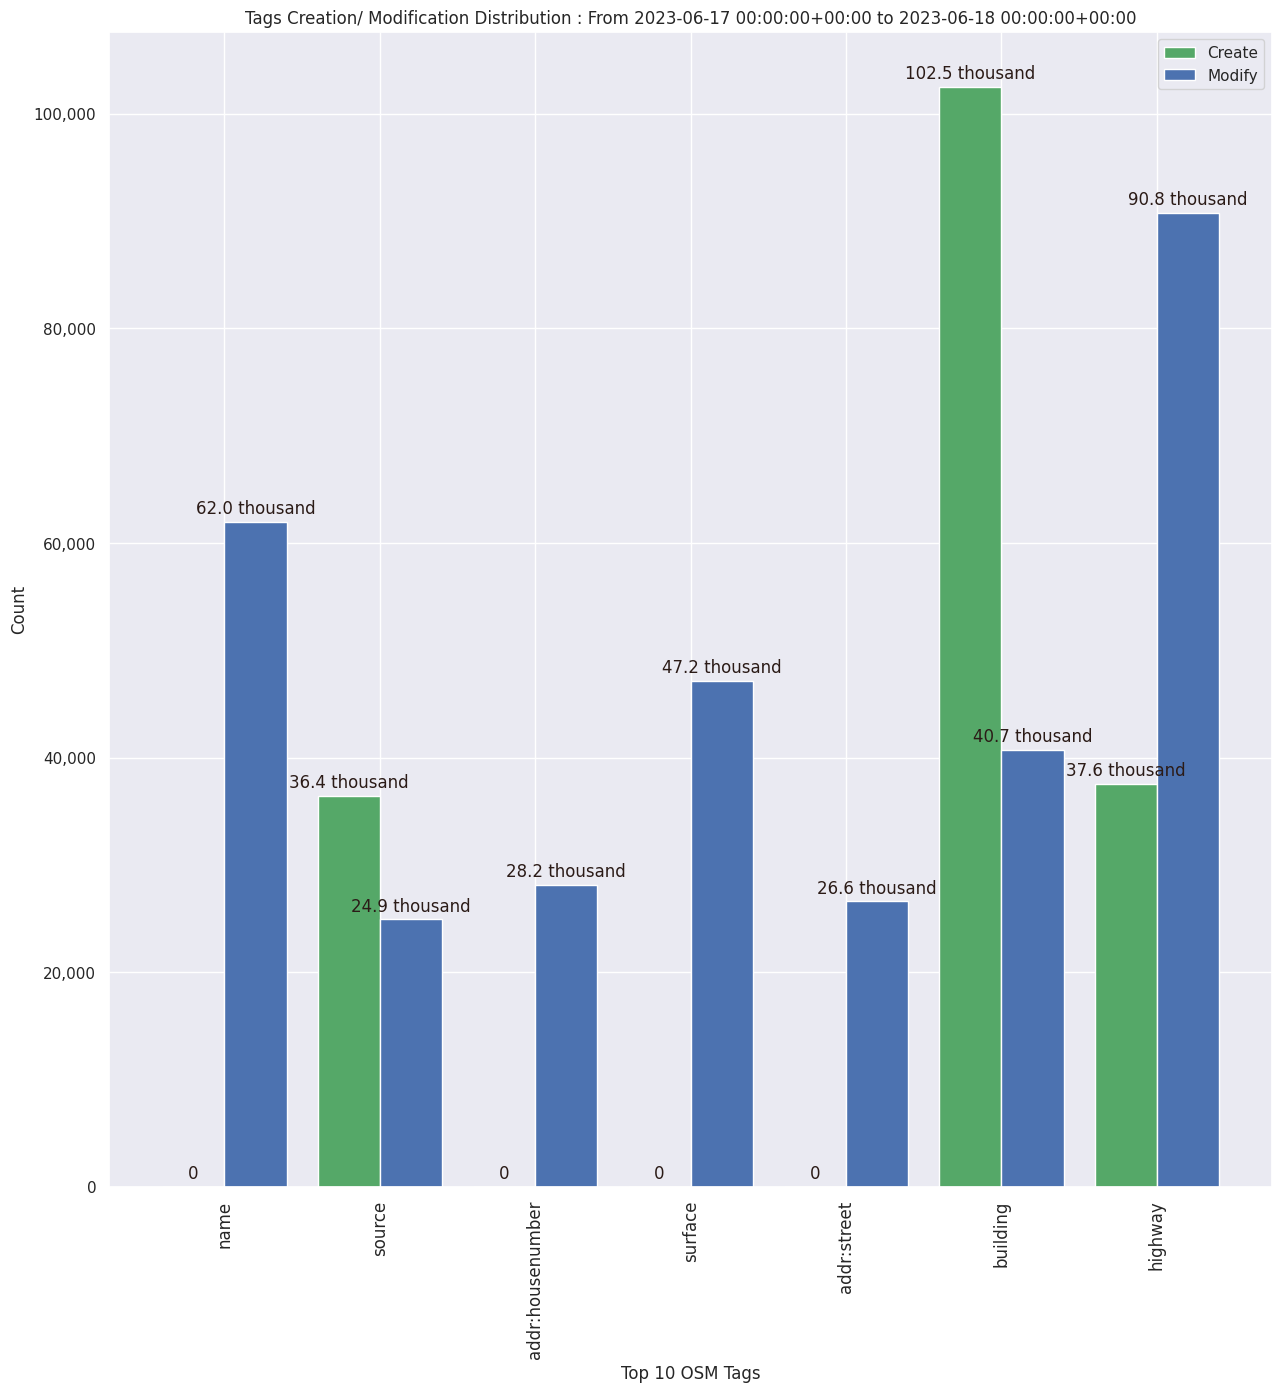 Tags Creation/ Modification Distribution : From 2023-06-17 00:00:00+00:00 to 2023-06-18 00:00:00+00:00
Create
Modify
102.5 thousand
100,000
90.8 thousand
80,000
62.0 thousand
60,000
Count
47.2 thousand
40.7 thousand
40,000
36.4 thousand
37.6 thousand
28.2 thousand
26.6 thousand
24.9 thousand
20,000
0
0
0
0
0
name
source
addr:housenumber
surface
addr:street
building
highway
Top 10 OSM Tags